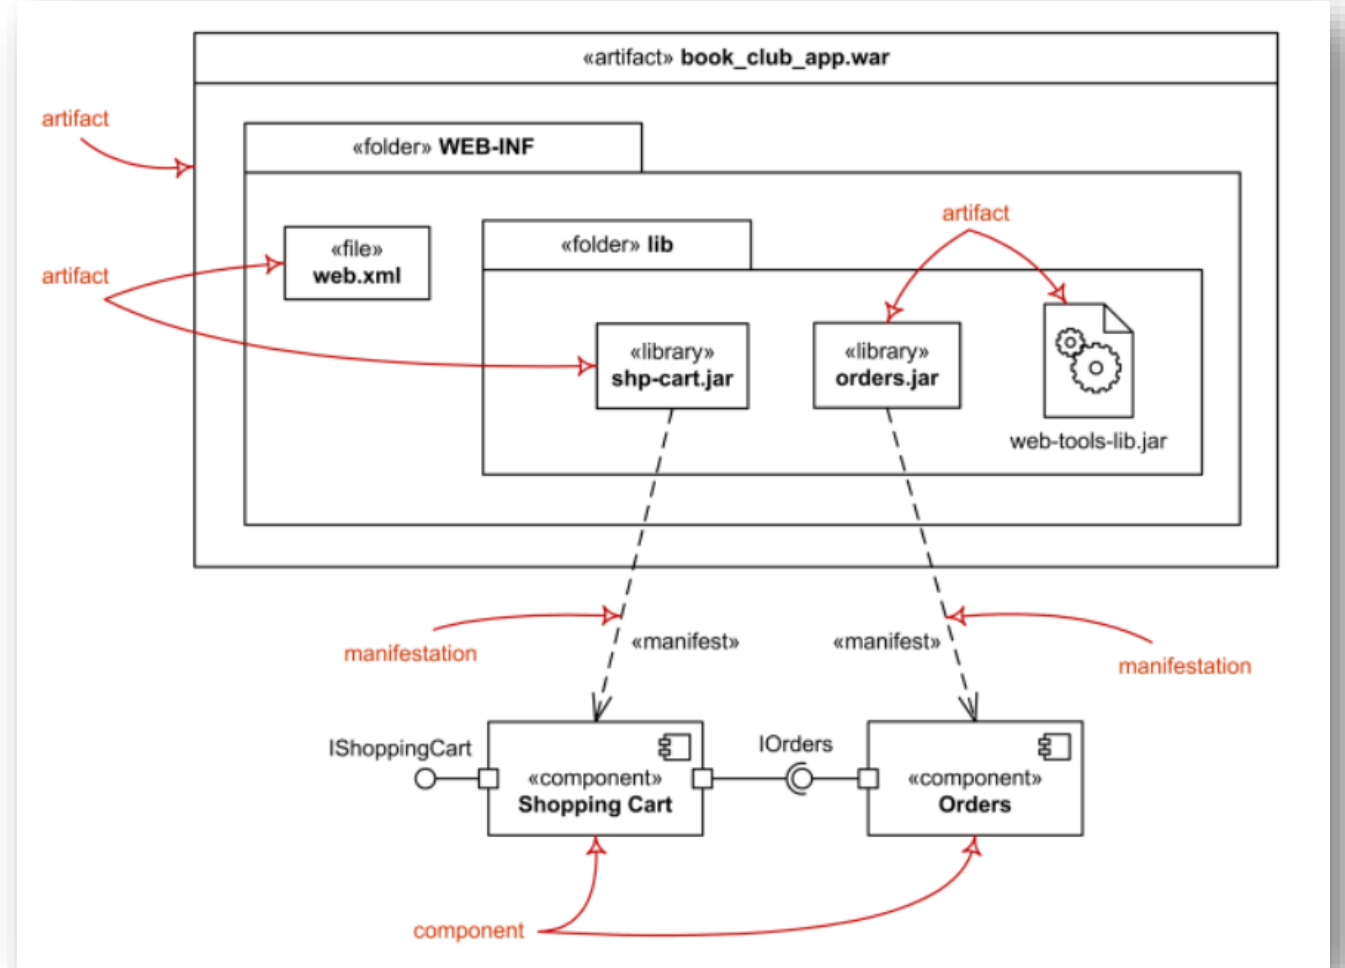 «artifact» book_club_app.war
artifact
«folder» WEB-INF
artifact
«file»
web.xml
«folder» lib
artifact
«library»
shp-cart.jar
«library»
orders.jar
web-tools-lib.jar
manifestation
«manifest»
«manifest»
manifestation
IShoppingCart
«component»
Shopping Cart
IOrders
«component»
Orders
component